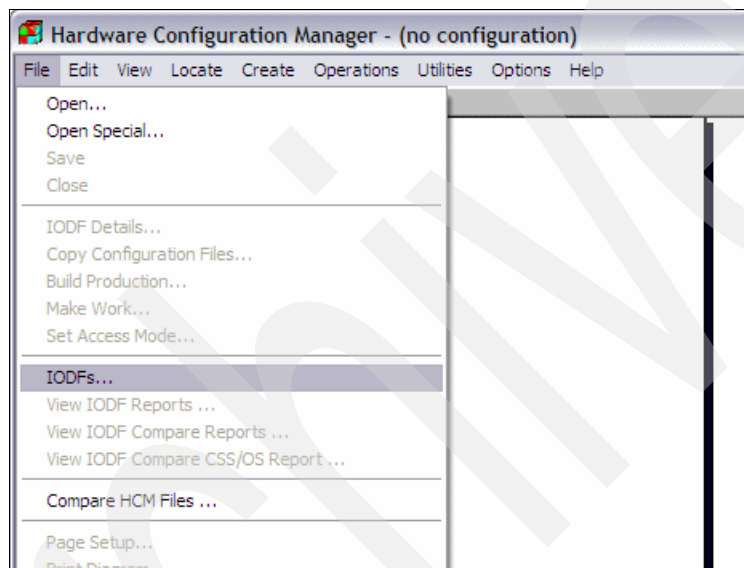 Hardware Configuration Manager - (no configuration)
File Edit View Locate Create Operations Utilities Options Help
Open...
Open Special...
Save
Close
IODF Details...
Copy Configuration Files...
Build Production...
Make Work...
Set Access Mode...
IODFs...
View IODF Reports ...
View IODF Compare Reports ...
View IODF Compare CSS/OS Report ...
Compare HCM Files ...
Page Setup...
Print Diagram...